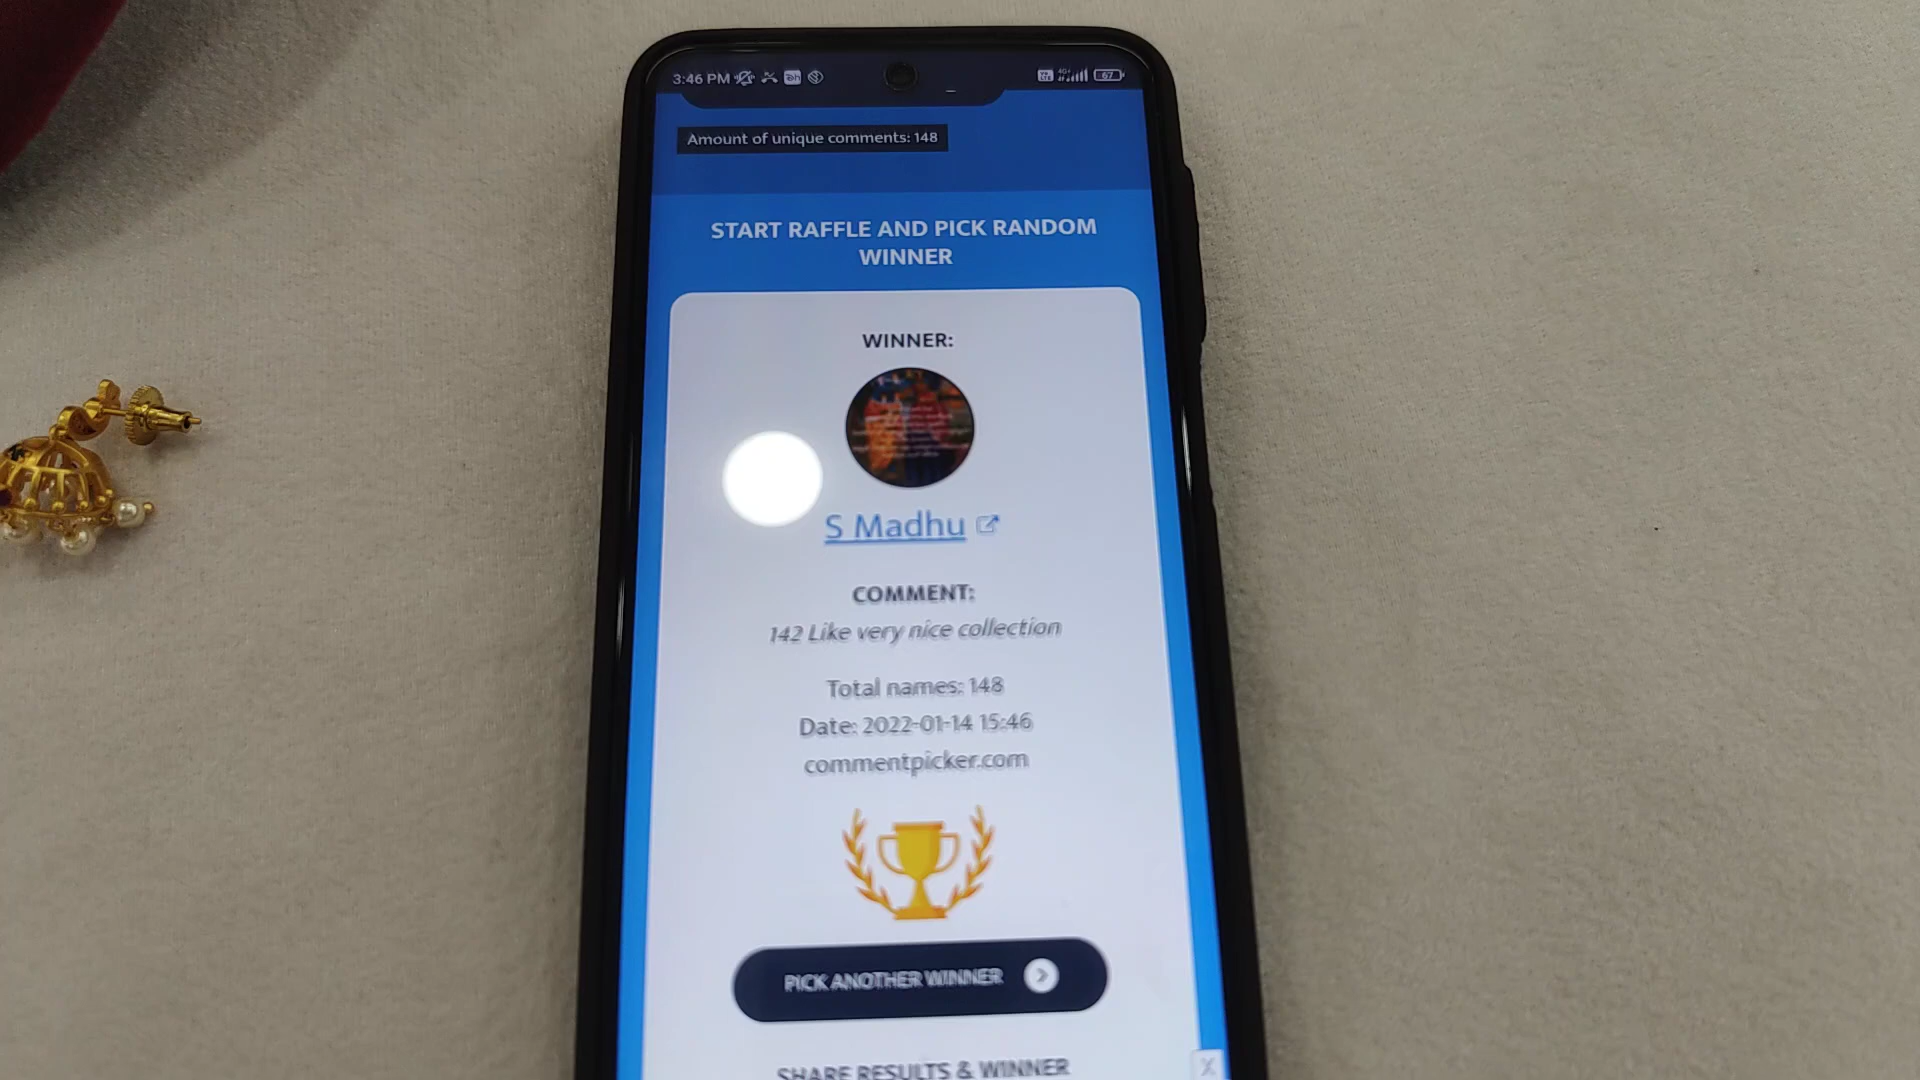 3:46 PM
67
Amount of unique comments: 148
START RAFFLE AND PICK RANDOM
WINNER
WINNER:
S Madhu
COMMENT:
142 Like very nice collection
Total names: 148
Date: 2022-01-14 15:46
commentpicker.com
PICK ANOTHER WINNER
SHARE RESULTS & WINNER
X